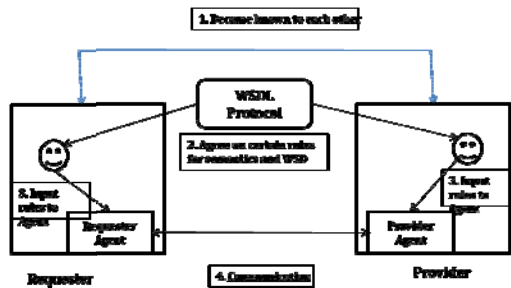 1. Become known to each other
WSDL
Protocol
2. Agree on certain rules
for semantics and WSD
3. Input
rules to
Agent
3. Input
rules to
Agent
Requester
Agent
Provider
Agent
Requester
4. Communication
Provider